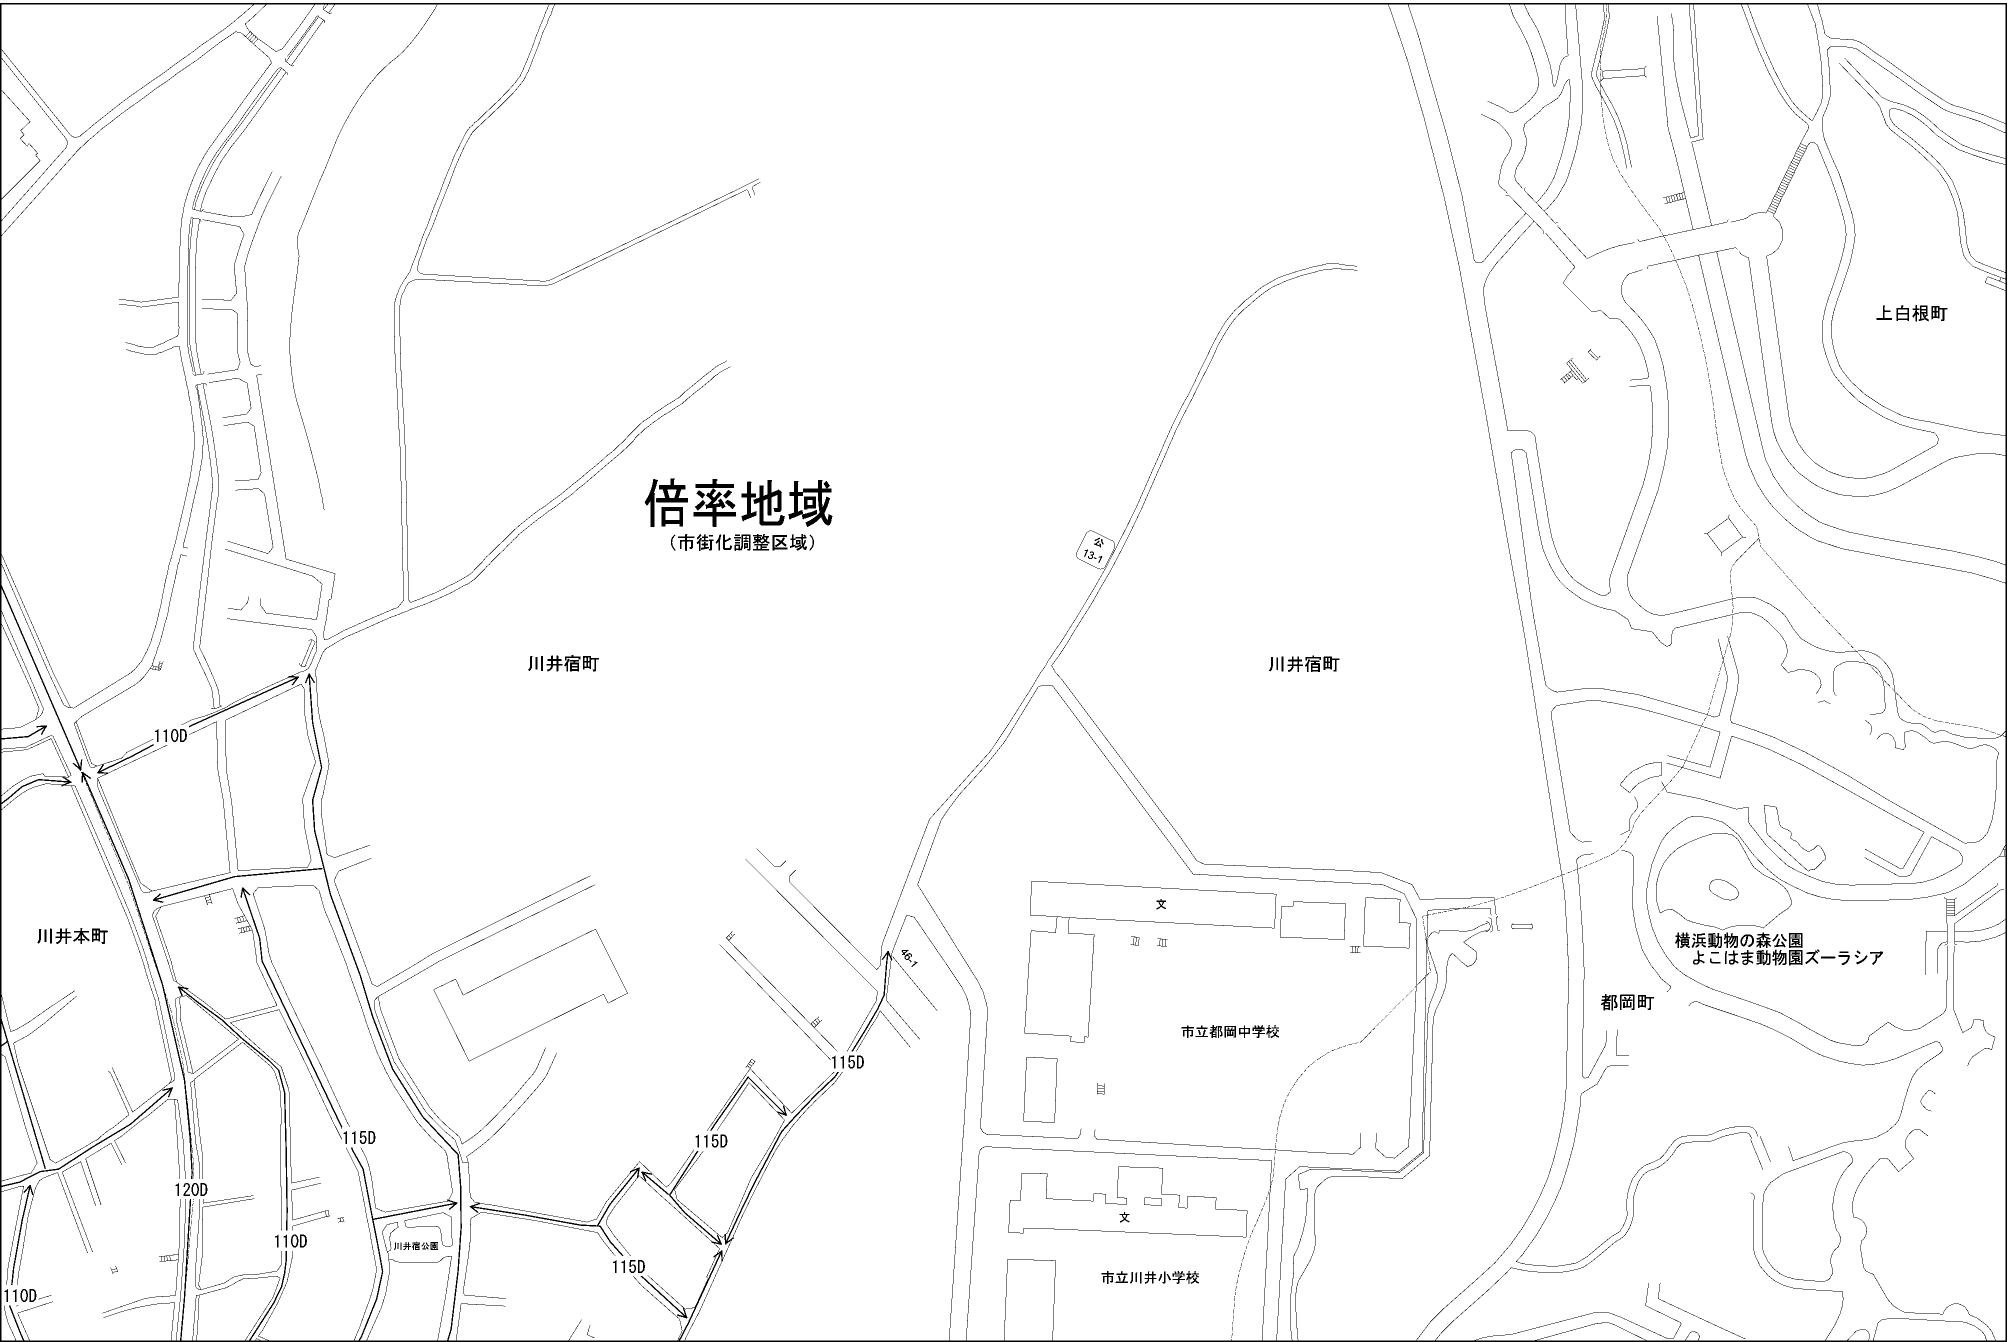 上白根町
倍率地域
（市街化調整区域）
公
13-1
川井宿町
川井宿町
110D
川井本町
文
46-1
横浜動物の森公園
よこはま動物園ズーラシア
都岡町
市立都岡中学校
115D
115D
115D
120D
文
110D
川井宿公園
115D
市立川井小学校
110D